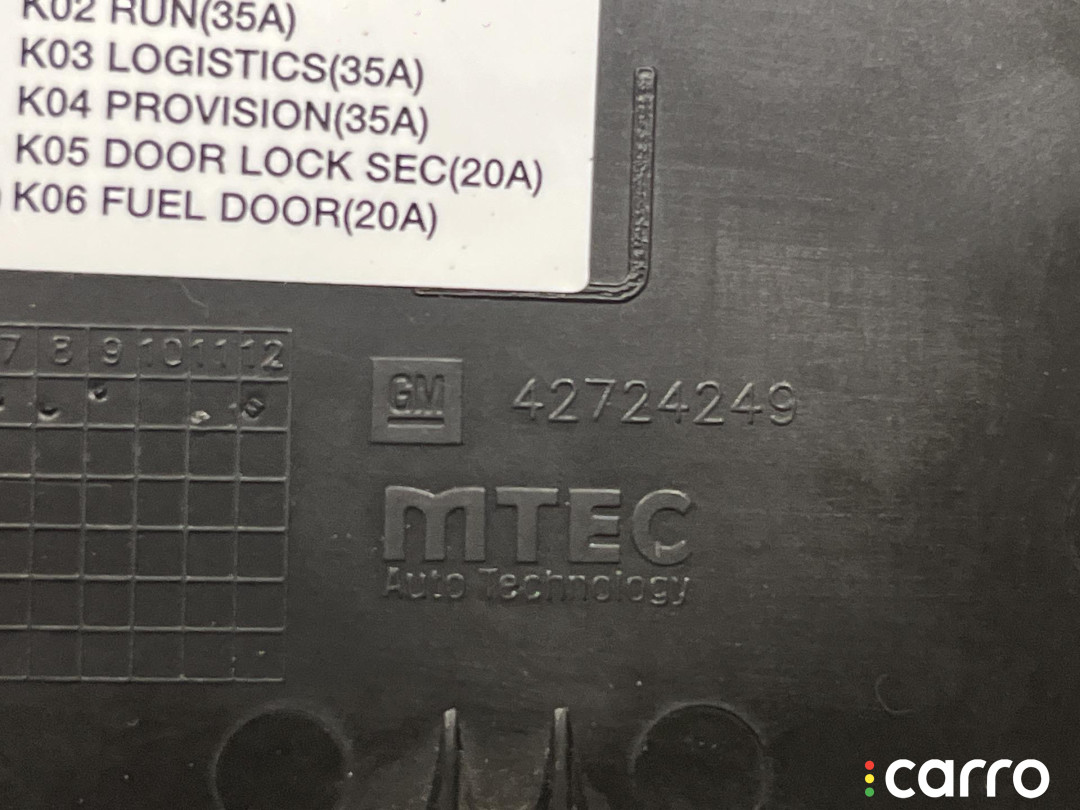 K02 RUN(35A)
K03 LOGISTICS(35A)
K04 PROVISION(35A)
K05 DOOR LOCK SEC(20A)
) K06 FUEL DOOR(20A)
7 8 9 10 11 12
GM 42724249
mTEC
Auto Technology
carro